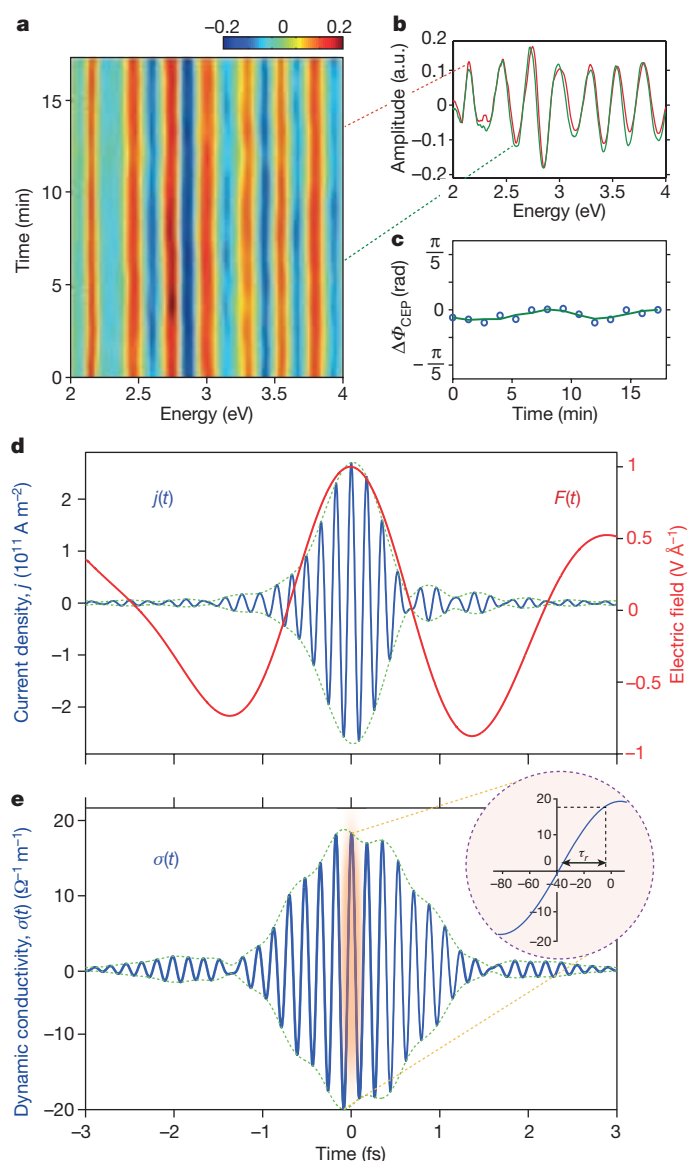 a
−0.2 0 0.2
15
10
5
0
Time (min)
2 2.5 3 3.5 4
Energy (eV)
b
0.2
0.1
0
−0.1
−0.2
Amplitude (a.u.)
2 2.5 3 3.5 4
Energy (eV)
c
π/5
0
−π/5
ΔΦCEP (rad)
0 5 10 15
Time (min)
d
j(t)
F(t)
2
1
0
−1
−2
Current density, j (10¹¹ A m⁻²)
1
0.5
0
−0.5
−1
Electric field (V Å⁻¹)
e
σ(t)
20
10
0
−10
−20
Dynamic conductivity, σ(t) (Ω⁻¹ m⁻¹)
20
10
0
−10
−20
τr
−80 −60 −40 −20 0
−3 −2 −1 0 1 2 3
Time (fs)